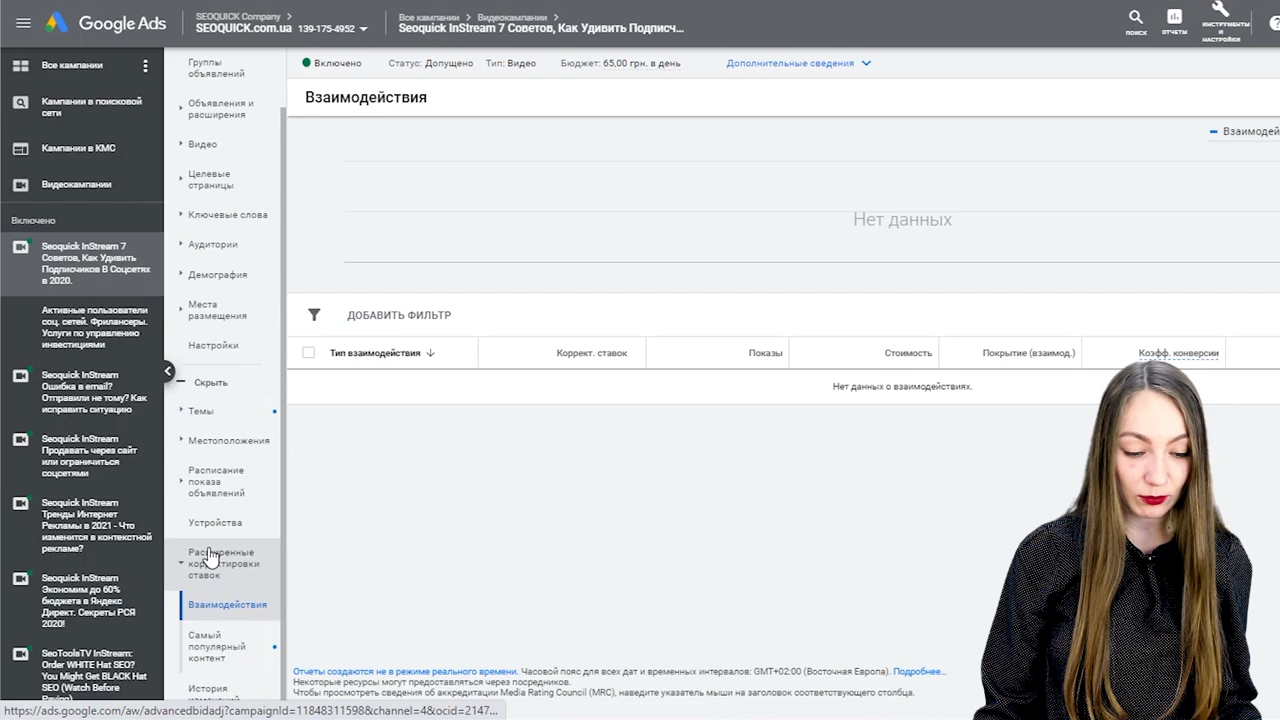 Google Ads
SEOQUICK Company
SEOQUICK.com.ua 139-175-4952
Все кампании
Видеокампании
Seoquick InStream 7 Советов, Как Удивить Подписч...
ПОИСК
ОТЧЕТЫ
ИНСТРУМЕНТЫ
И
НАСТРОЙКИ
Все кампании
Кампании в поисковой
сети
Кампании в КМС
Видеокампании
Включено
Seoquick InStream 7
Советов, Как Удивить
Подписчиков В Соцсетях
в 2020.
Активные пользователи
соц. сетей. Фрилансеры.
Услуги по управлению
инвестициями
Seoquick InStream
Ошибка в email?
Отправили не тому? Как
исправить ситуацию
Seoquick InStream
Продавать через сайт
или ограничиться
соцсетями
Seoquick InStream
Тренды Интернет
Рекламы в 2021 - Что
изменится в контекстной
рекламе?
Seoquick InStream
Экономим до 60%
бюджета в Яндекс
Директ. Секреты РСЯ
2020!
SeoToolsTV InStream:
Order WHITE Hat SEO?
You Might Get BLACK Hat
SEO (Watch Before
Группы
объявлений
Объявления и
расширения
Видео
Целевые
страницы
Ключевые слова
Аудитории
Демография
Места
размещения
Настройки
Скрыть
Темы
Местоположения
Расписание
показа
объявлений
Устройства
Расширенные
корректировки
ставок
Взаимодействия
Самый
популярный
контент
История
изменений
Включено
Статус: Допущено
Тип: Видео
Бюджет: 65,00 грн. в день
Дополнительные сведения
Взаимодействия
Взаимодей
Нет данных
ДОБАВИТЬ ФИЛЬТР
Тип взаимодействия
Коррект. ставок
Показы
Стоимость
Покрытие (взаимод.)
Коэфф. конверсии
Нет данных о взаимодействиях.
Отчеты создаются не в режиме реального времени. Часовой пояс для всех дат и временных интервалов: GMT+02:00 (Восточная Европа). Подробнее...
Некоторые ресурсы могут предоставляться через посредников.
Чтобы просмотреть сведения об аккредитации Media Rating Council (MRC), наведите указатель мыши на заголовок соответствующего столбца.
https://ads.google.com/aw/advancedbidadj?campaignId=11848311598&channel=4&ocid=2147...